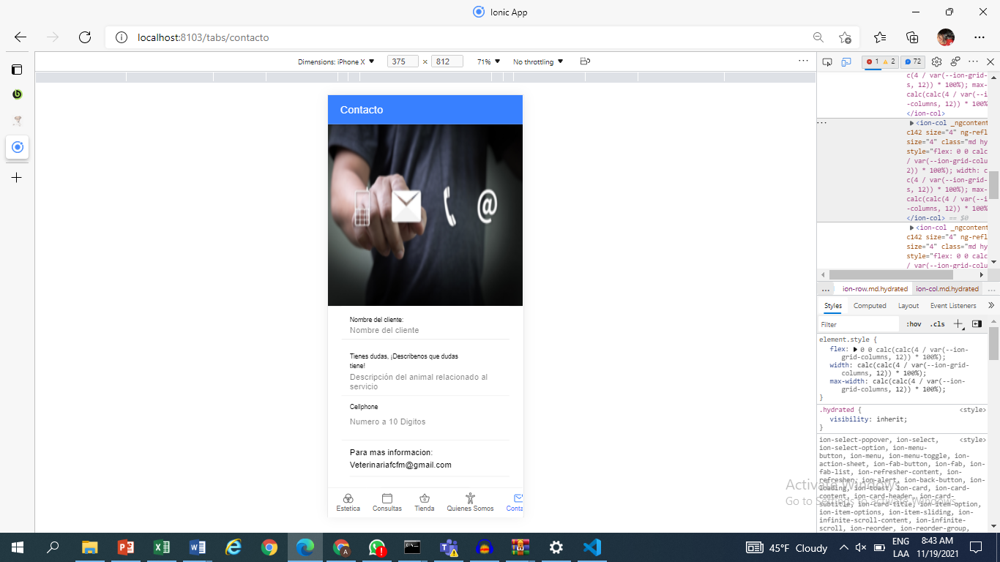 Ionic App
localhost:8103/tabs/contacto
Dimensions: iPhone X
375
×
812
71%
No throttling
1
2
72
Contacto
@
Nombre del cliente:
Nombre del cliente
Tienes dudas, ¡Describenos que dudas
tiene!
Descripción del animal relacionado al
servicio
Cellphone
Numero a 10 Digitos
Para mas informacion:
Veterinariafcfm@gmail.com
Estetica
Consultas
Tienda
Quienes Somos
Conta
c(4 / var(--ion-grid-
s, 12)) * 100%); max-
calc(calc(4 / var(--i
-columns, 12)) * 100%
</ion-col>
<ion-col _ngcontent
c142 size="4" ng-refl
size="4" class="md hy
style="flex: 0 0 calc
/ var(--ion-grid-colu
2)) * 100%); width: c
c(4 / var(--ion-grid-
s, 12)) * 100%); max-
calc(calc(4 / var(--i
-columns, 12)) * 100%
</ion-col> == $0
<ion-col _ngcontent
c142 size="4" ng-refl
size="4" class="md hy
style="flex: 0 0 calc
/ var(--ion-grid-colu
... ion-row.md.hydrated ion-col.md.hydrated ...
Styles Computed Layout Event Listeners
Filter :hov .cls
element.style {
flex: 0 0 calc(calc(4 / var(--ion-
grid-columns, 12)) * 100%);
width: calc(calc(4 / var(--ion-grid-
columns, 12)) * 100%);
max-width: calc(calc(4 / var(--ion-
grid-columns, 12)) * 100%);
}
.hydrated { <style>
visibility: inherit;
}
ion-select-popover, ion-select, <style>
ion-select-option, ion-menu-
button, ion-menu, ion-menu-toggle, ion-
action-sheet, ion-fab-button, ion-fab, ion-
fab-list, ion-refresher-content, ion-
refresher, ion-alert, ion-back-button, ion-
loading, ion-toast, ion-card, ion-card-
content, ion-card-header, ion-card-
subtitle, ion-card-title, ion-item-option,
ion-item-options, ion-item-sliding, ion-
infinite-scroll-content, ion-infinite-
scroll, ion-reorder, ion-reorder-group,
Activate Windows
Go to Settings to activate Windows.
45°F Cloudy
ENG
LAA
8:43 AM
11/19/2021